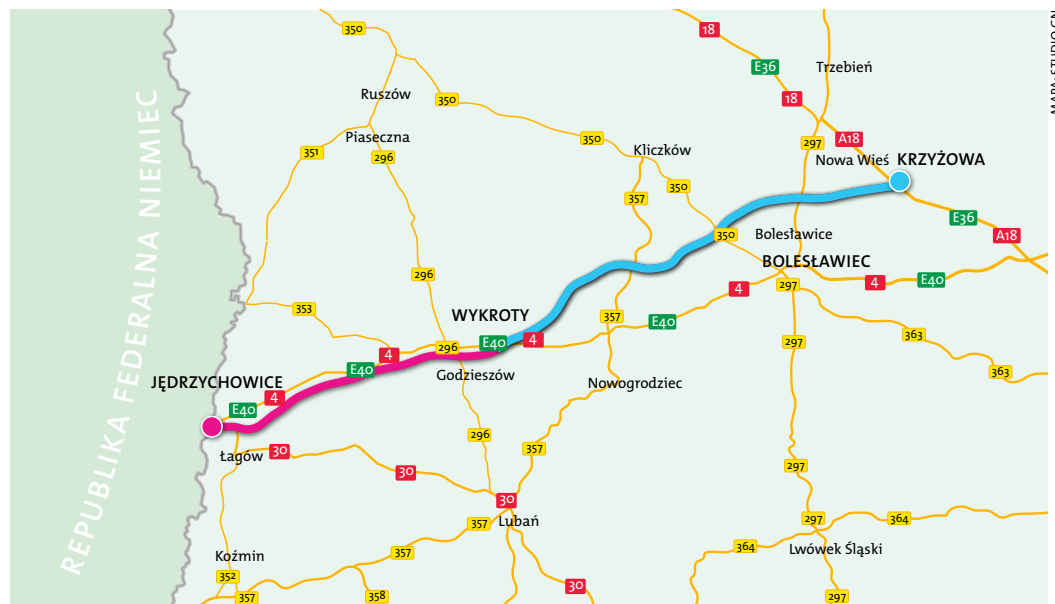 MAPA: STUDIO GN
350
18
E36
Trzebień
Ruszów
350
18
Piaseczna
350
297
A18
351
296
Kliczków
Nowa Wieś
KRZYŻOWA
350
357
E36
350
Bolesławice
A18
BOLESŁAWIEC
296
4
E40
4
297
353
WYKROTY
357
E40
363
E40
4
297
296
4
E40
Godzieszów
363
JĘDRZYCHOWICE
Nowogrodziec
4
E40
REPUBLIKA FEDERALNA NIEMIEC
296
Łagów
30
357
30
297
30
Lubań
357
297
364
Koźmin
357
364
Lwówek Śląski
352
30
357
358
297